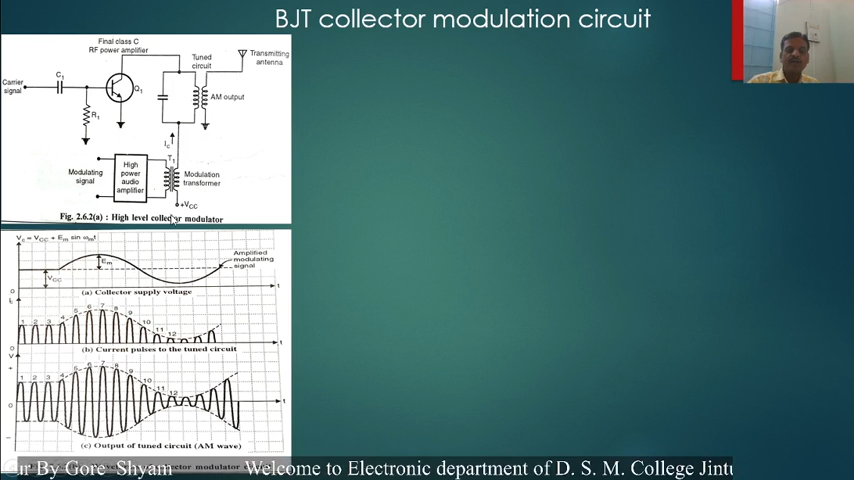 BJT collector modulation circuit
Final class C
RF power amplifier
Tuned
circuit
Transmitting
antenna
Carrier
signal
C1
Q1
R1
AM output
Ic
T1
Modulating
signal
High
power
audio
amplifier
Modulation
transformer
+VCC
Fig. 2.6.2(a) : High level collector modulator
Vc = VCC + Em sin ωmt
Em
Amplified
modulating
signal
VCC
0
t
(a) Collector supply voltage
1 2 3 4 5 6 7 8 9 10 11 12
0
t
(b) Current pulses to the tuned circuit
V
+
1 2 3 4 5 6 7 8 9 10 11 12
0
t
–
(c) Output of tuned circuit (AM wave)
By Gore Shyam Welcome to Electronic department of D. S. M. College